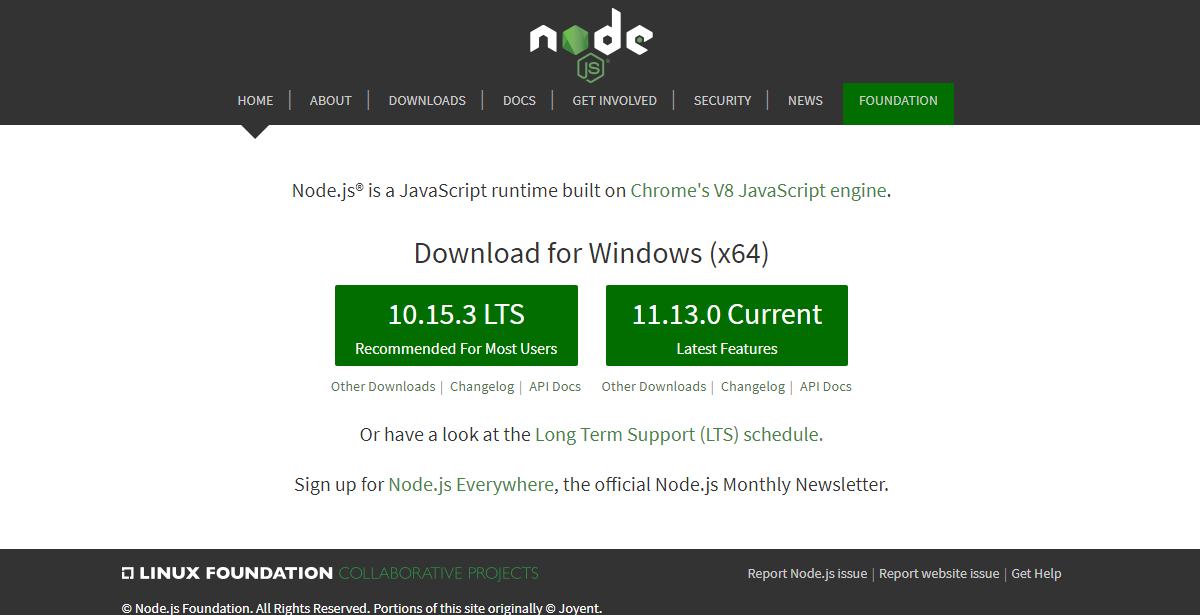 node
JS
HOME | ABOUT | DOWNLOADS | DOCS | GET INVOLVED | SECURITY | NEWS FOUNDATION
Node.js® is a JavaScript runtime built on Chrome's V8 JavaScript engine.
Download for Windows (x64)
10.15.3 LTS
Recommended For Most Users
11.13.0 Current
Latest Features
Other Downloads | Changelog | API Docs
Other Downloads | Changelog | API Docs
Or have a look at the Long Term Support (LTS) schedule.
Sign up for Node.js Everywhere, the official Node.js Monthly Newsletter.
LINUX FOUNDATION COLLABORATIVE PROJECTS
Report Node.js issue | Report website issue | Get Help
© Node.js Foundation. All Rights Reserved. Portions of this site originally © Joyent.